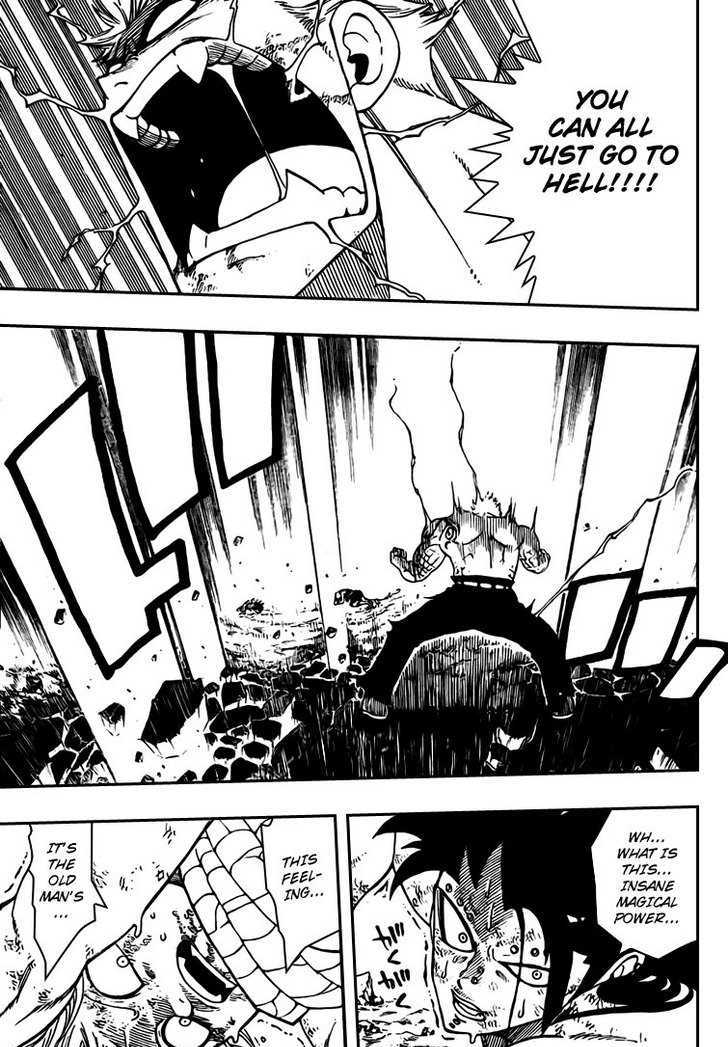 YOU
CAN ALL
JUST GO TO
HELL!!!!
WH...
WHAT IS
THIS...
INSANE
MAGICAL
POWER...
THIS
FEEL-
ING...
IT'S
THE
OLD
MAN'S
...